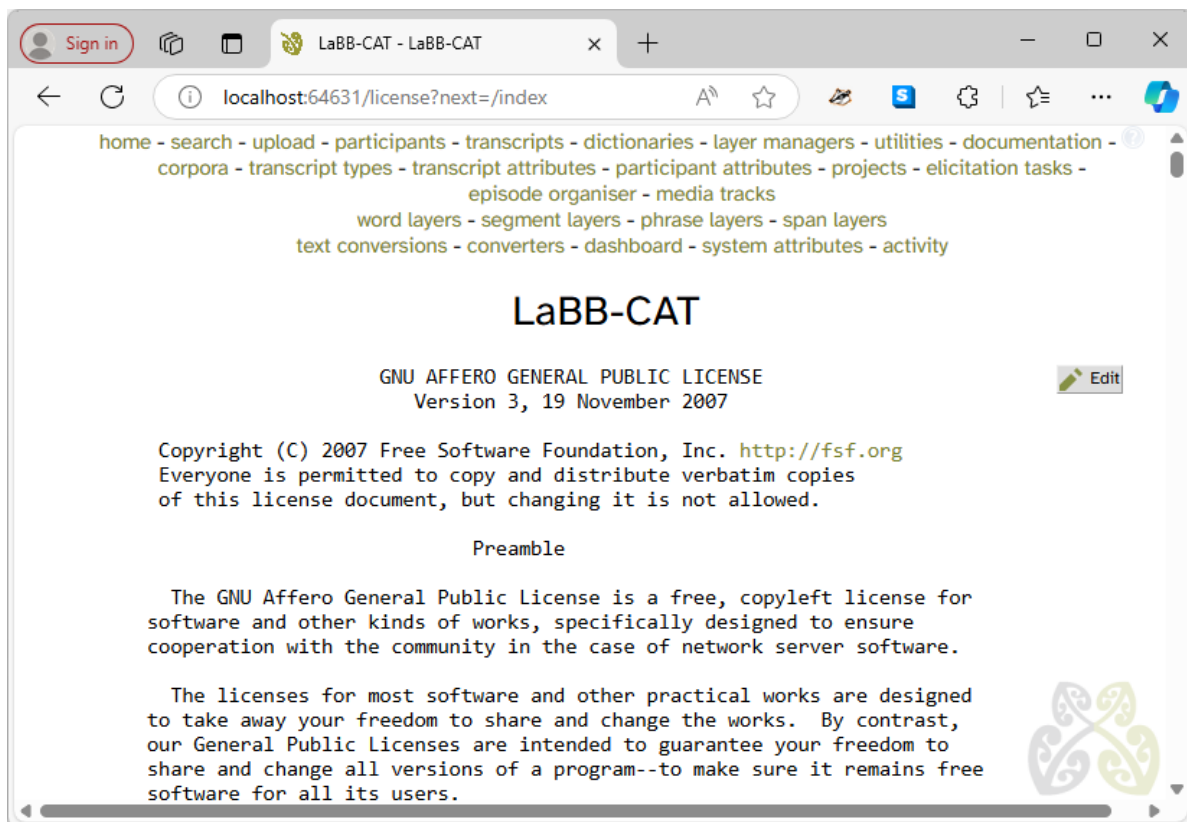 Sign in
LaBB-CAT - LaBB-CAT
localhost:64631/license?next=/index
home - search - upload - participants - transcripts - dictionaries - layer managers - utilities - documentation -
corpora - transcript types - transcript attributes - participant attributes - projects - elicitation tasks -
episode organiser - media tracks
word layers - segment layers - phrase layers - span layers
text conversions - converters - dashboard - system attributes - activity
LaBB-CAT
Edit
GNU AFFERO GENERAL PUBLIC LICENSE
Version 3, 19 November 2007
Copyright (C) 2007 Free Software Foundation, Inc. http://fsf.org
Everyone is permitted to copy and distribute verbatim copies
of this license document, but changing it is not allowed.
Preamble
The GNU Affero General Public License is a free, copyleft license for
software and other kinds of works, specifically designed to ensure
cooperation with the community in the case of network server software.
The licenses for most software and other practical works are designed
to take away your freedom to share and change the works.  By contrast,
our General Public Licenses are intended to guarantee your freedom to
share and change all versions of a program--to make sure it remains free
software for all its users.